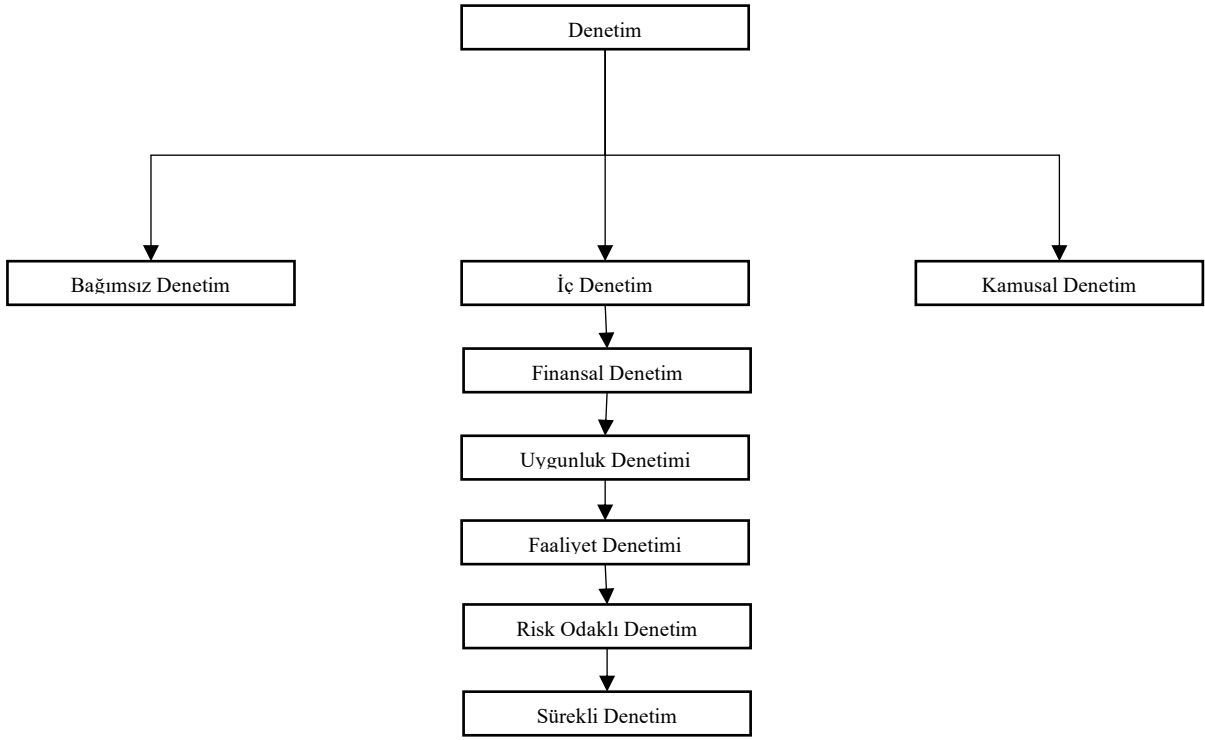 Denetim
Bağımsız Denetim
İç Denetim
Kamusal Denetim
Finansal Denetim
Uygunluk Denetimi
Faaliyet Denetimi
Risk Odaklı Denetim
Sürekli Denetim